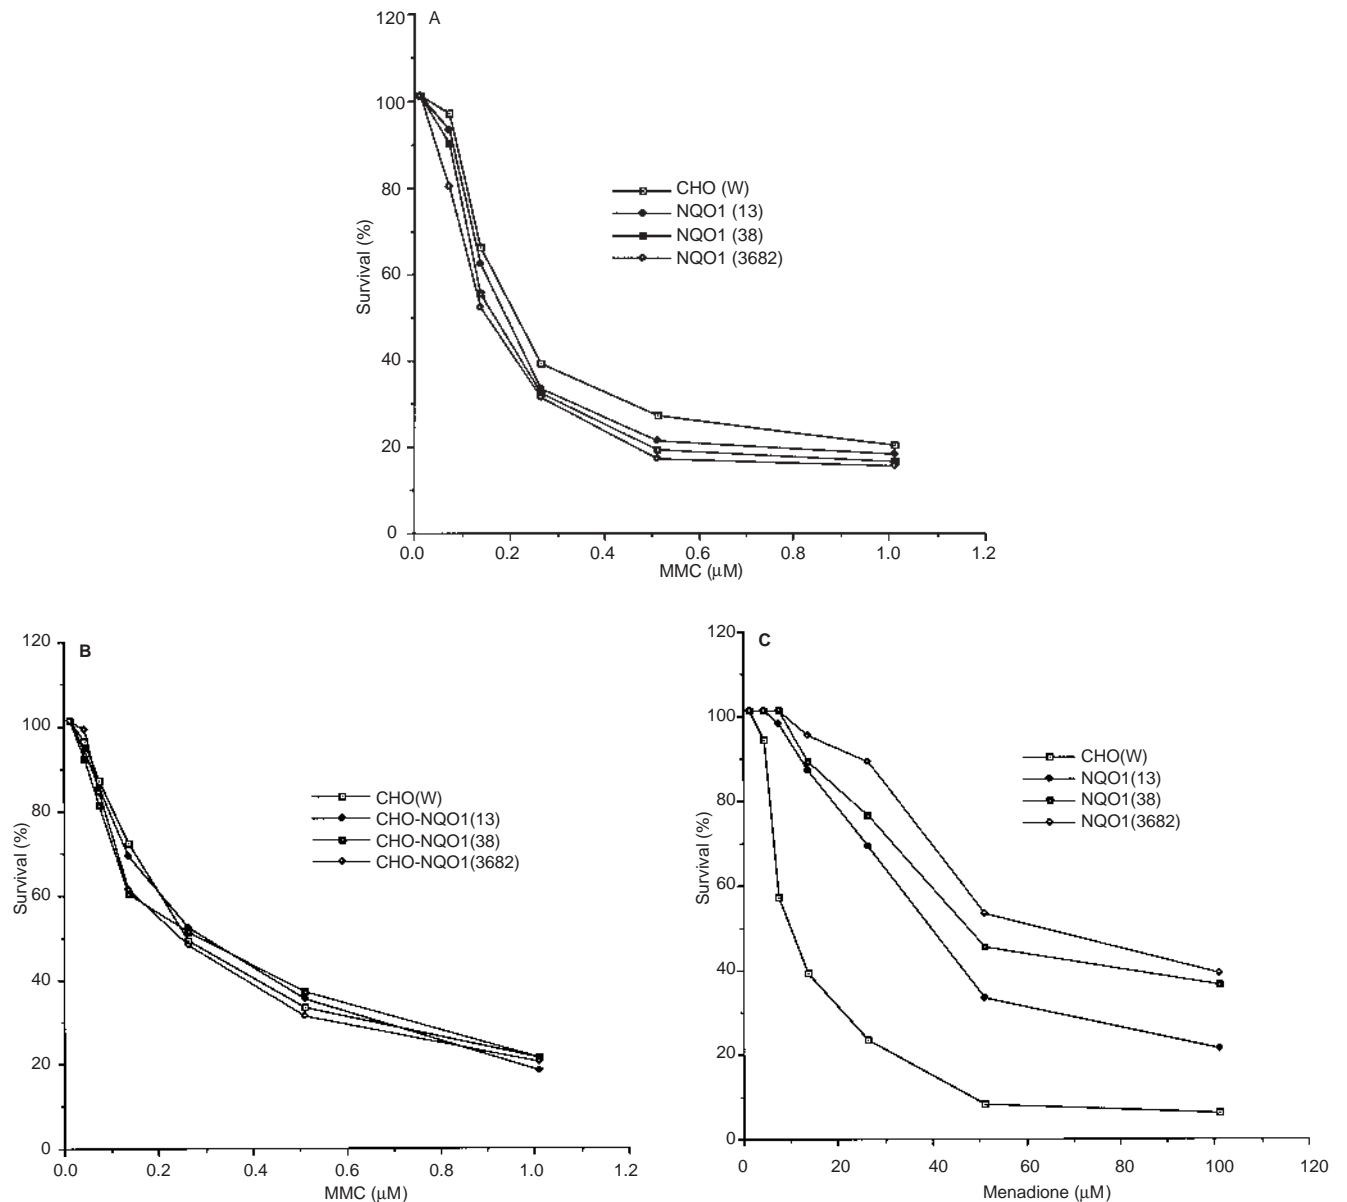 A
120
100
80
60
40
20
0
Survival (%)
CHO (W)
NQO1 (13)
NQO1 (38)
NQO1 (3682)
0.0 0.2 0.4 0.6 0.8 1.0 1.2
MMC (μM)
B
120
100
80
60
40
20
0
Survival (%)
CHO(W)
CHO-NQO1(13)
CHO-NQO1(38)
CHO-NQO1(3682)
0.0 0.2 0.4 0.6 0.8 1.0 1.2
MMC (μM)
C
120
100
80
60
40
20
0
Survival (%)
CHO(W)
NQO1(13)
NQO1(38)
NQO1(3682)
0 20 40 60 80 100 120
Menadione (μM)